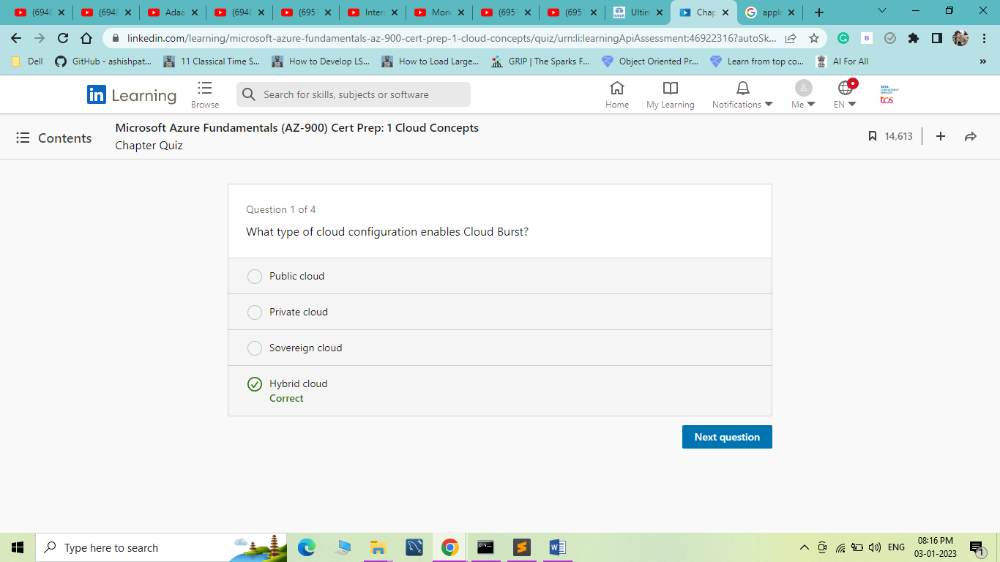 (694
(694
Adaa
(694
(695
Inter
Mon
(695
(695
Ultim
Chap
apple
linkedin.com/learning/microsoft-azure-fundamentals-az-900-cert-prep-1-cloud-concepts/quiz/urn:li:learningApiAssessment:46922316?autoSk...
Dell
GitHub - ashishpat...
11 Classical Time S...
How to Develop LS...
How to Load Large...
GRIP | The Sparks F...
Object Oriented Pr...
Learn from top co...
AI For All
»
in Learning
Browse
Search for skills, subjects or software
Home
My Learning
Notifications
Me
EN
TATA
CONSULTANCY
SERVICES
tcs
Contents
Microsoft Azure Fundamentals (AZ-900) Cert Prep: 1 Cloud Concepts
Chapter Quiz
14,613
Question 1 of 4
What type of cloud configuration enables Cloud Burst?
Public cloud
Private cloud
Sovereign cloud
Hybrid cloud
Correct
Next question
Type here to search
ENG
08:16 PM
03-01-2023
1